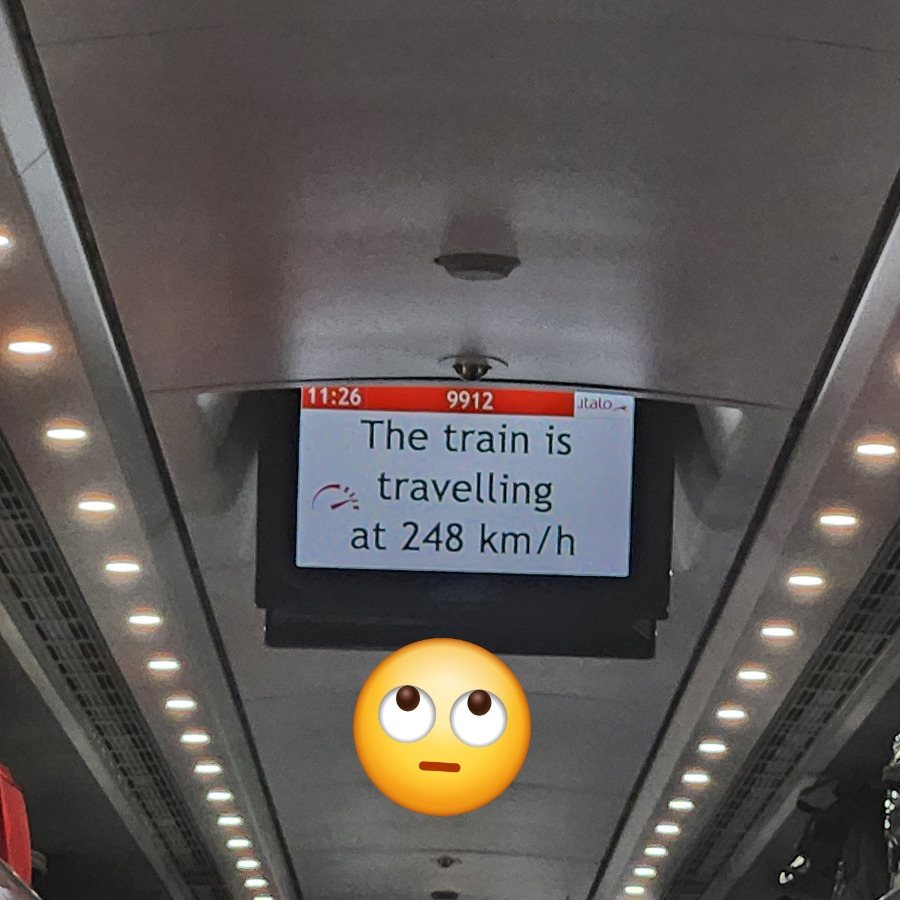 11:26 9912 .italo
The train is
travelling
at 248 km/h